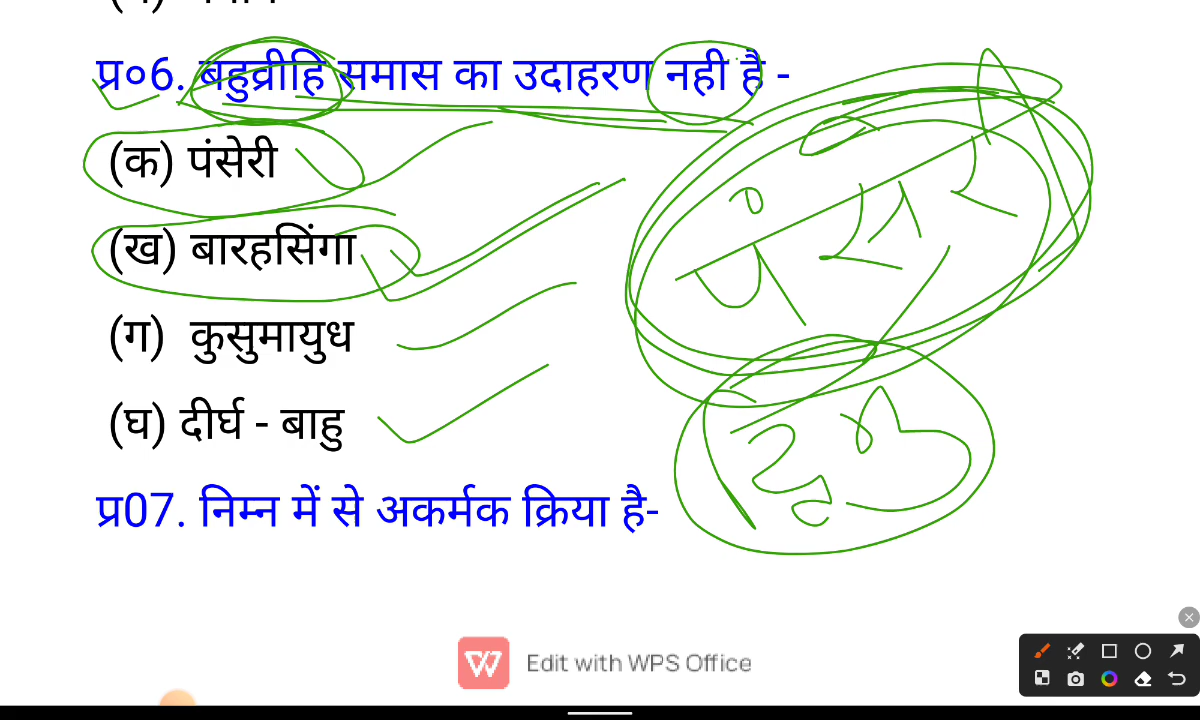 प्र०6. बहुव्रीहि समास का उदाहरण नही है -
(क) पंसेरी
(ख) बारहसिंगा
(ग) कुसुमायुध
(घ) दीर्घ - बाहु
प्र07. निम्न में से अकर्मक क्रिया है-
Edit with WPS Office